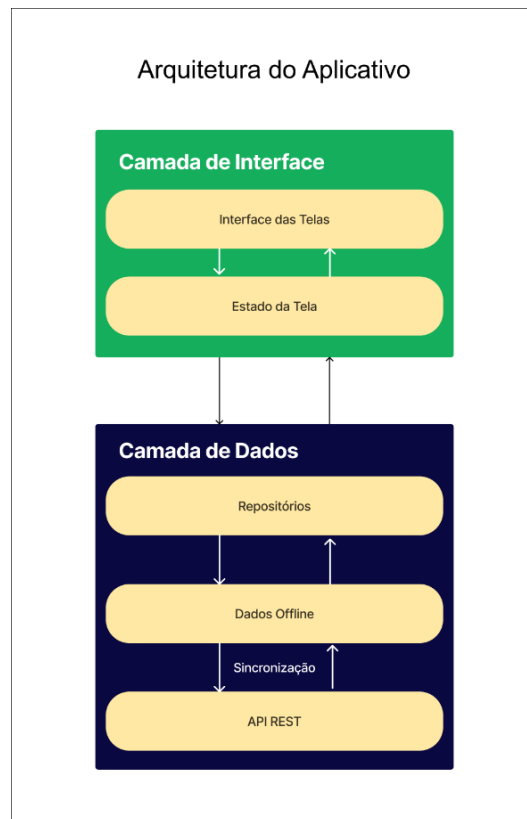 Arquitetura do Aplicativo
Camada de Interface
Interface das Telas
Estado da Tela
Camada de Dados
Repositórios
Dados Offline
Sincronização
API REST